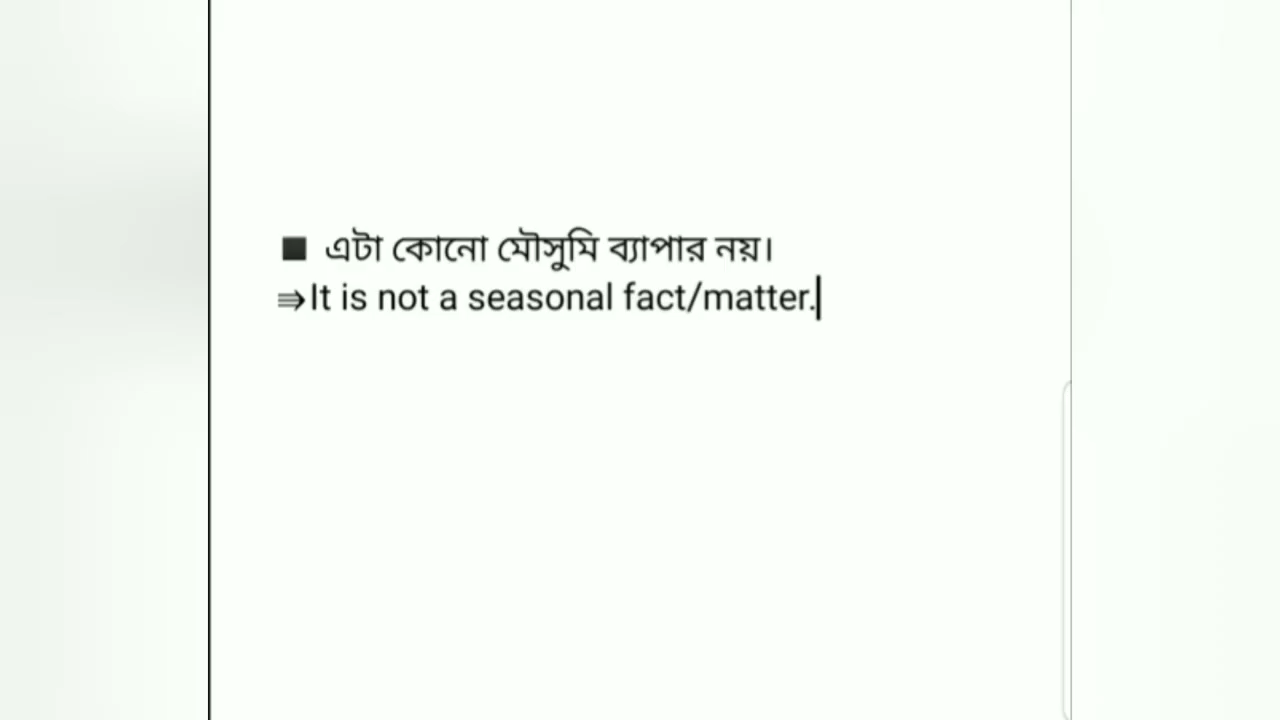 ■ এটা কোনো মৌসুমি ব্যাপার নয়।
⇛It is not a seasonal fact/matter.